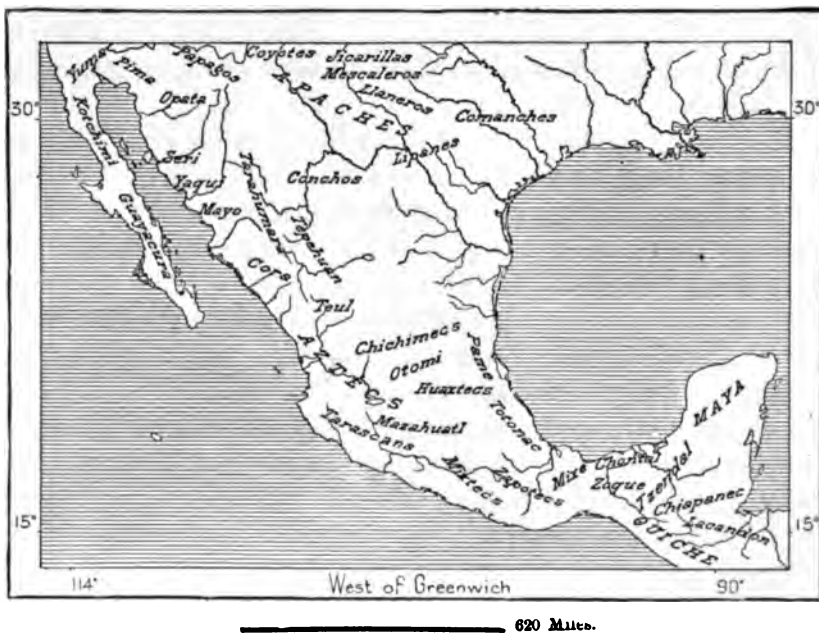 Coyotes Jicarillas
Yuma Pima Papagos Mescaleros
APACHES
Llaneros
30° Opata Comanches 30°
Kotchimi
Lipanes
Seri
Conchos
Yaqui
Tarahumara
Guayacura
Mayo
Tepehuan
Cora
Teul
AZTECS
Chichimecs
Pame
Otomi
Huaxtecs
MAYA
Totonac
Mazahuatl
Tarascans
Mixtecs
Zapotecs
Mixe Chontal
Zoque
Tzendal
Chispanec
15° Lacandon 15°
QUICHE
114° West of Greenwich 90°
620 Miles.